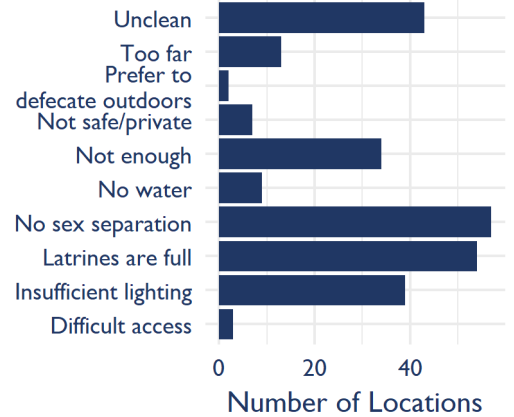 Unclean
Too far
Prefer to
defecate outdoors
Not safe/private
Not enough
No water
No sex separation
Latrines are full
Insufficient lighting
Difficult access
0 20 40
Number of Locations